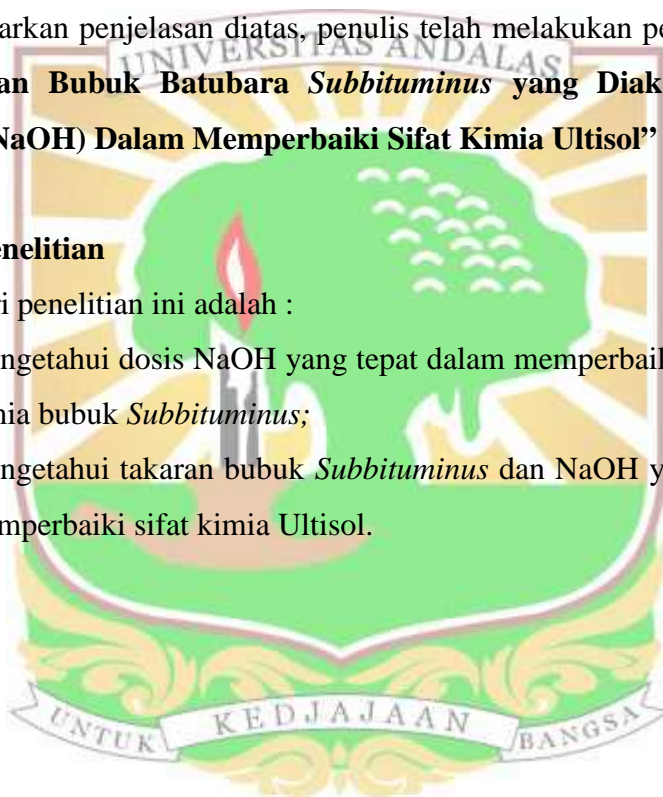 arkan penjelasan diatas, penulis telah melakukan pe
UNIVERSITAS ANDALAS
an Bubuk Batubara Subbituminus yang Diak
NaOH) Dalam Memperbaiki Sifat Kimia Ultisol”
enelitian
ri penelitian ini adalah :
ngetahui dosis NaOH yang tepat dalam memperbaik
nia bubuk Subbituminus;
ngetahui takaran bubuk Subbituminus dan NaOH y
mperbaiki sifat kimia Ultisol.
UNTUK KEDJAJAAN BANGSA